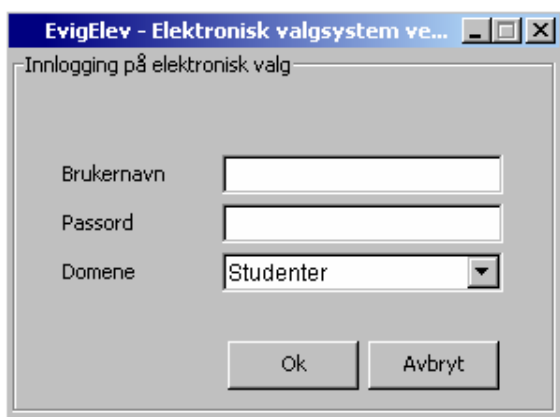 EvigElev - Elektronisk valgsystem ve...
Innlogging på elektronisk valg
Brukernavn
Passord
Domene Studenter
Ok Avbryt